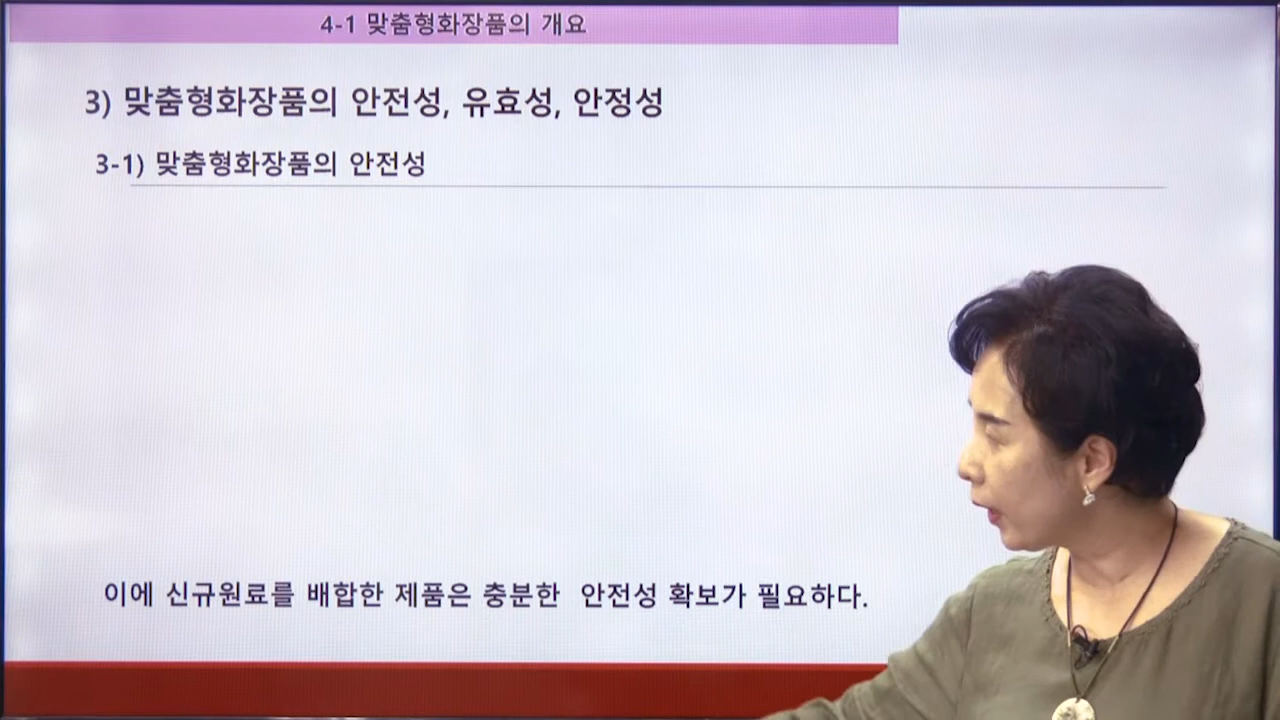 4-1 맞춤형화장품의 개요
3) 맞춤형화장품의 안전성, 유효성, 안정성
3-1) 맞춤형화장품의 안전성
이에 신규원료를 배합한 제품은 충분한 안전성 확보가 필요하다.